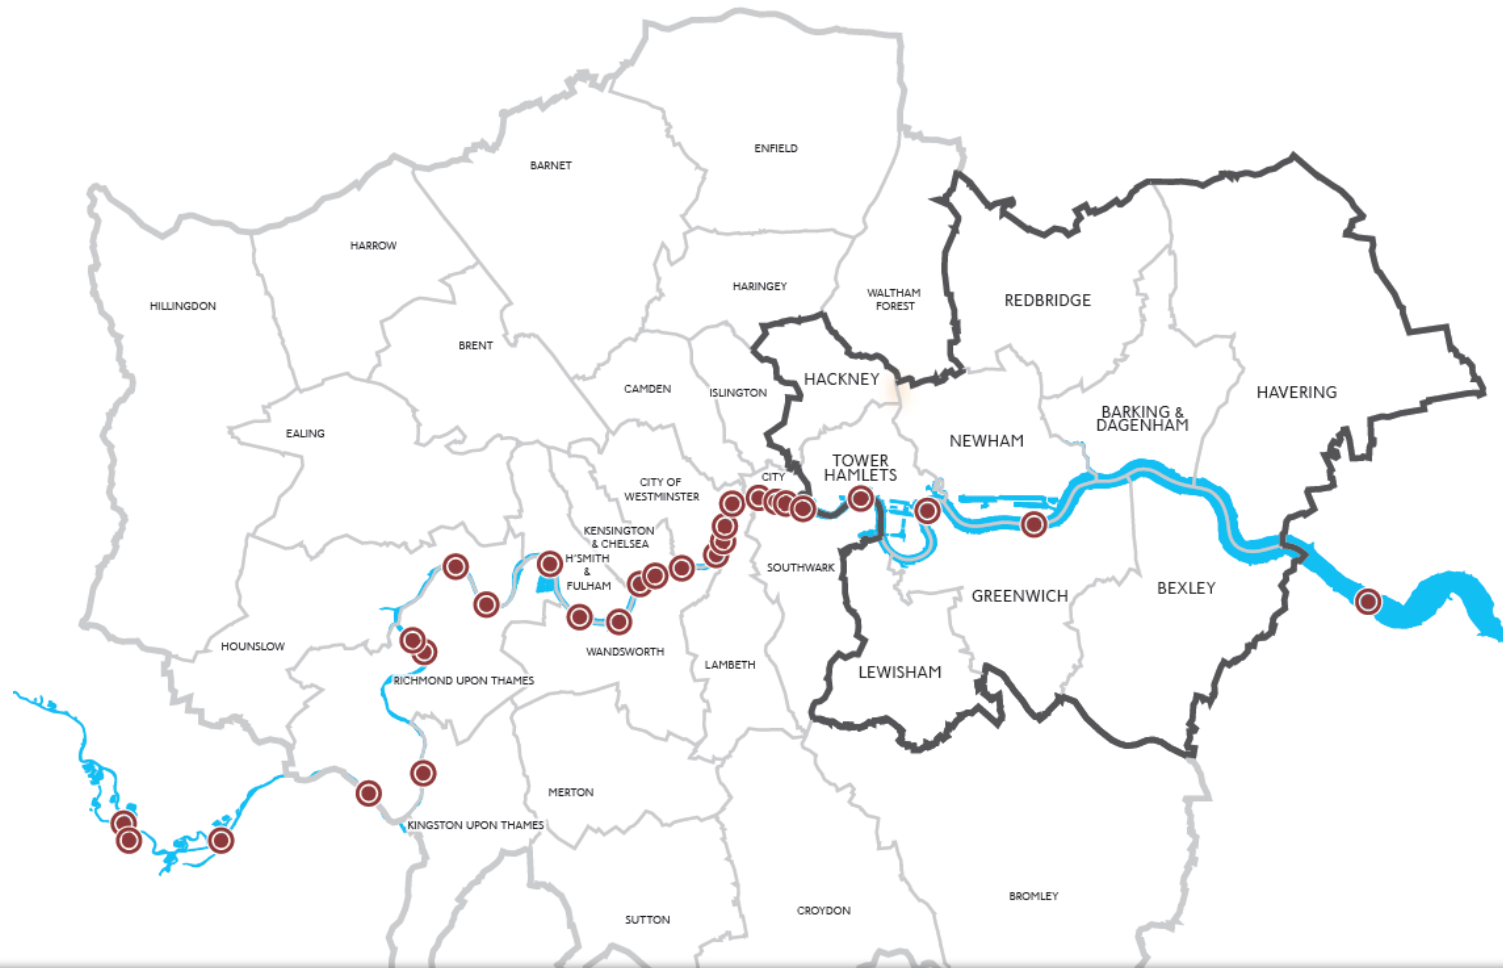 ENFIELD
BARNET
HARROW
HARINGEY
WALTHAM
FOREST
REDBRIDGE
HILLINGDON
BRENT
CAMDEN
ISLINGTON
HACKNEY
HAVERING
BARKING &
DAGENHAM
EALING
NEWHAM
TOWER
HAMLETS
CITY
CITY OF
WESTMINSTER
KENSINGTON
& CHELSEA
H'SMITH
&
FULHAM
SOUTHWARK
GREENWICH
BEXLEY
HOUNSLOW
WANDSWORTH
LAMBETH
LEWISHAM
RICHMOND UPON THAMES
MERTON
KINGSTON UPON THAMES
BROMLEY
CROYDON
SUTTON